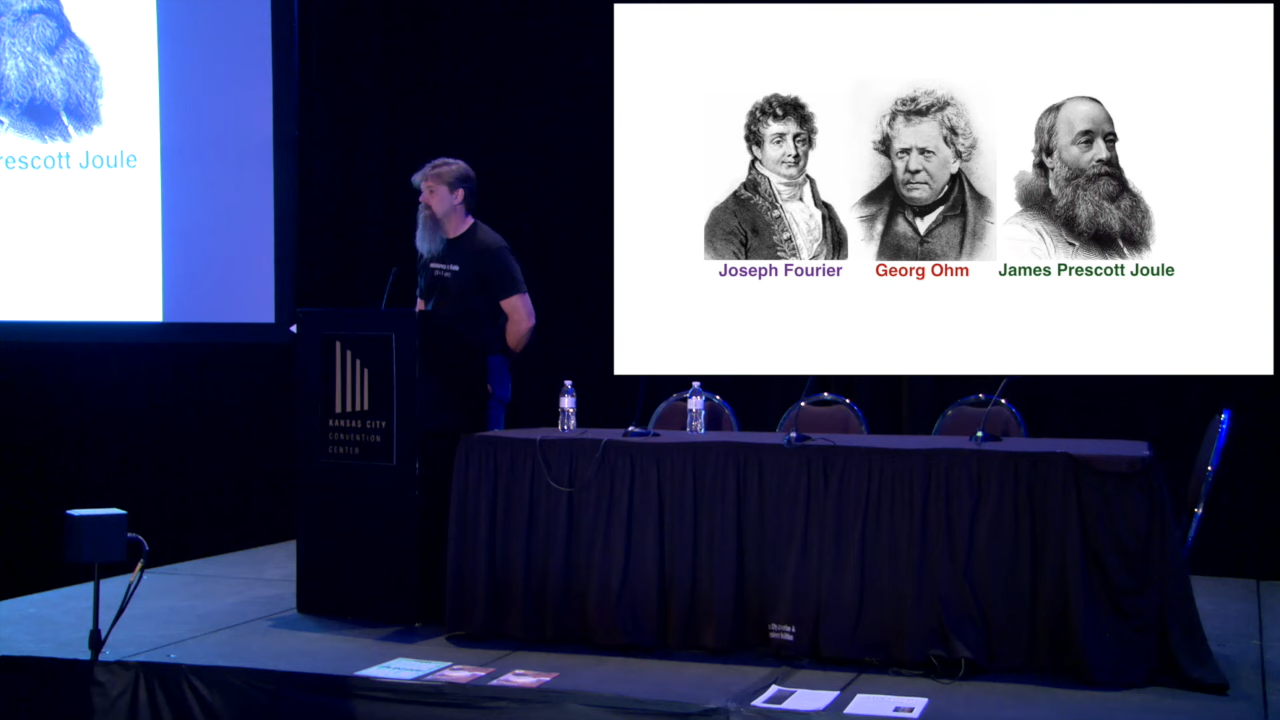 rescott Joule
Joseph Fourier
Georg Ohm
James Prescott Joule
KANSAS CITY
CONVENTION
CENTER